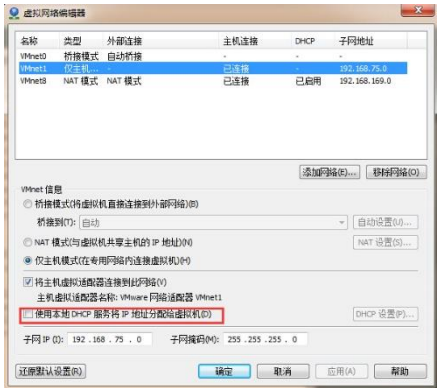 虚拟网络编辑器
名称 类型 外部连接 主机连接 DHCP 子网地址
VMnet0 桥接模式 自动桥接 - - -
VMnet1 仅主机... - 已连接 - 192.168.75.0
VMnet8 NAT 模式 NAT 模式 已连接 已启用 192.168.169.0
添加网络(E)... 移除网络(O)
VMnet 信息
桥接模式(将虚拟机直接连接到外部网络)(B)
桥接到(T): 自动 自动设置(U)...
NAT 模式(与虚拟机共享主机的 IP 地址)(N) NAT 设置(S)...
仅主机模式(在专用网络内连接虚拟机)(H)
将主机虚拟适配器连接到此网络(V)
主机虚拟适配器名称: VMware 网络适配器 VMnet1
使用本地 DHCP 服务将 IP 地址分配给虚拟机(D) DHCP 设置(P)...
子网 IP (I): 192 .168 . 75 . 0 子网掩码(M): 255 .255 .255 . 0
还原默认设置(R) 确定 取消 应用(A) 帮助